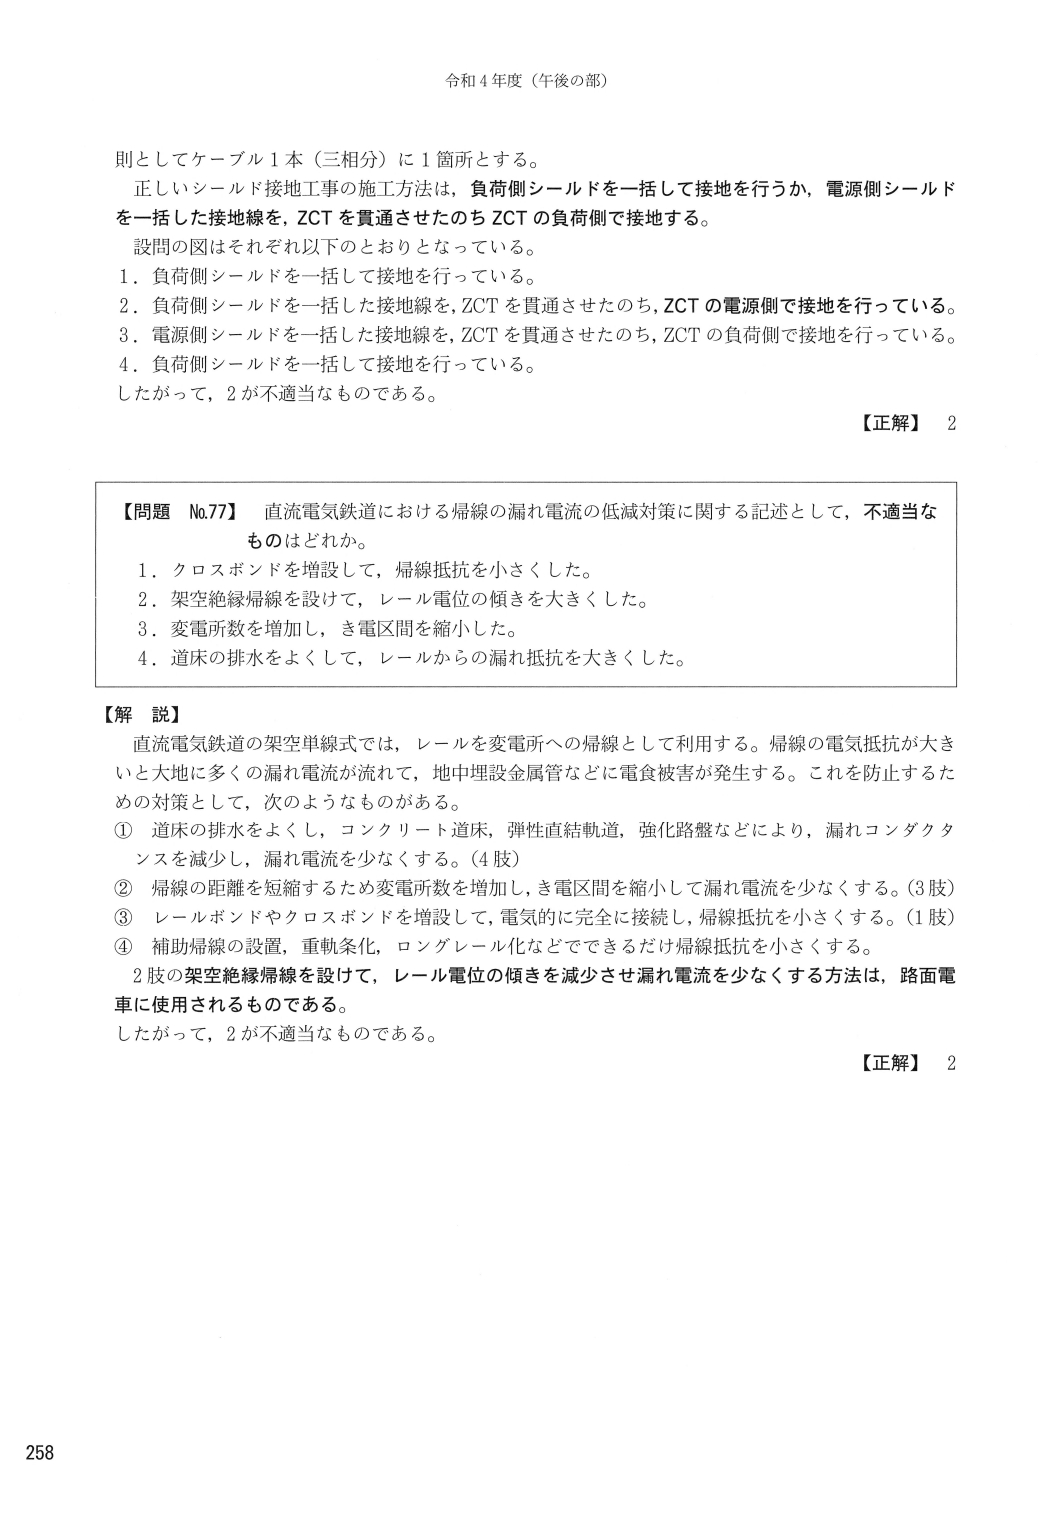 令和4年度（午後の部）
則としてケーブル1本（三相分）に1箇所とする。
正しいシールド接地工事の施工方法は，負荷側シールドを一括して接地を行うか，電源側シールド
を一括した接地線を，ZCTを貫通させたのちZCTの負荷側で接地する。
設問の図はそれぞれ以下のとおりとなっている。
1．負荷側シールドを一括して接地を行っている。
2．負荷側シールドを一括した接地線を，ZCTを貫通させたのち，ZCTの電源側で接地を行っている。
3．電源側シールドを一括した接地線を，ZCTを貫通させたのち，ZCTの負荷側で接地を行っている。
4．負荷側シールドを一括して接地を行っている。
したがって，2が不適当なものである。
【正解】　2
【問題　No.77】　直流電気鉄道における帰線の漏れ電流の低減対策に関する記述として，不適当な
ものはどれか。
1．クロスボンドを増設して，帰線抵抗を小さくした。
2．架空絶縁帰線を設けて，レール電位の傾きを大きくした。
3．変電所数を増加し，き電区間を縮小した。
4．道床の排水をよくして，レールからの漏れ抵抗を大きくした。
【解　説】
直流電気鉄道の架空単線式では，レールを変電所への帰線として利用する。帰線の電気抵抗が大き
いと大地に多くの漏れ電流が流れて，地中埋設金属管などに電食被害が発生する。これを防止するた
めの対策として，次のようなものがある。
①　道床の排水をよくし，コンクリート道床，弾性直結軌道，強化路盤などにより，漏れコンダクタ
ンスを減少し，漏れ電流を少なくする。（4肢）
②　帰線の距離を短縮するため変電所数を増加し，き電区間を縮小して漏れ電流を少なくする。（3肢）
③　レールボンドやクロスボンドを増設して，電気的に完全に接続し，帰線抵抗を小さくする。（1肢）
④　補助帰線の設置，重軌条化，ロングレール化などでできるだけ帰線抵抗を小さくする。
2肢の架空絶縁帰線を設けて，レール電位の傾きを減少させ漏れ電流を少なくする方法は，路面電
車に使用されるものである。
したがって，2が不適当なものである。
【正解】　2
258